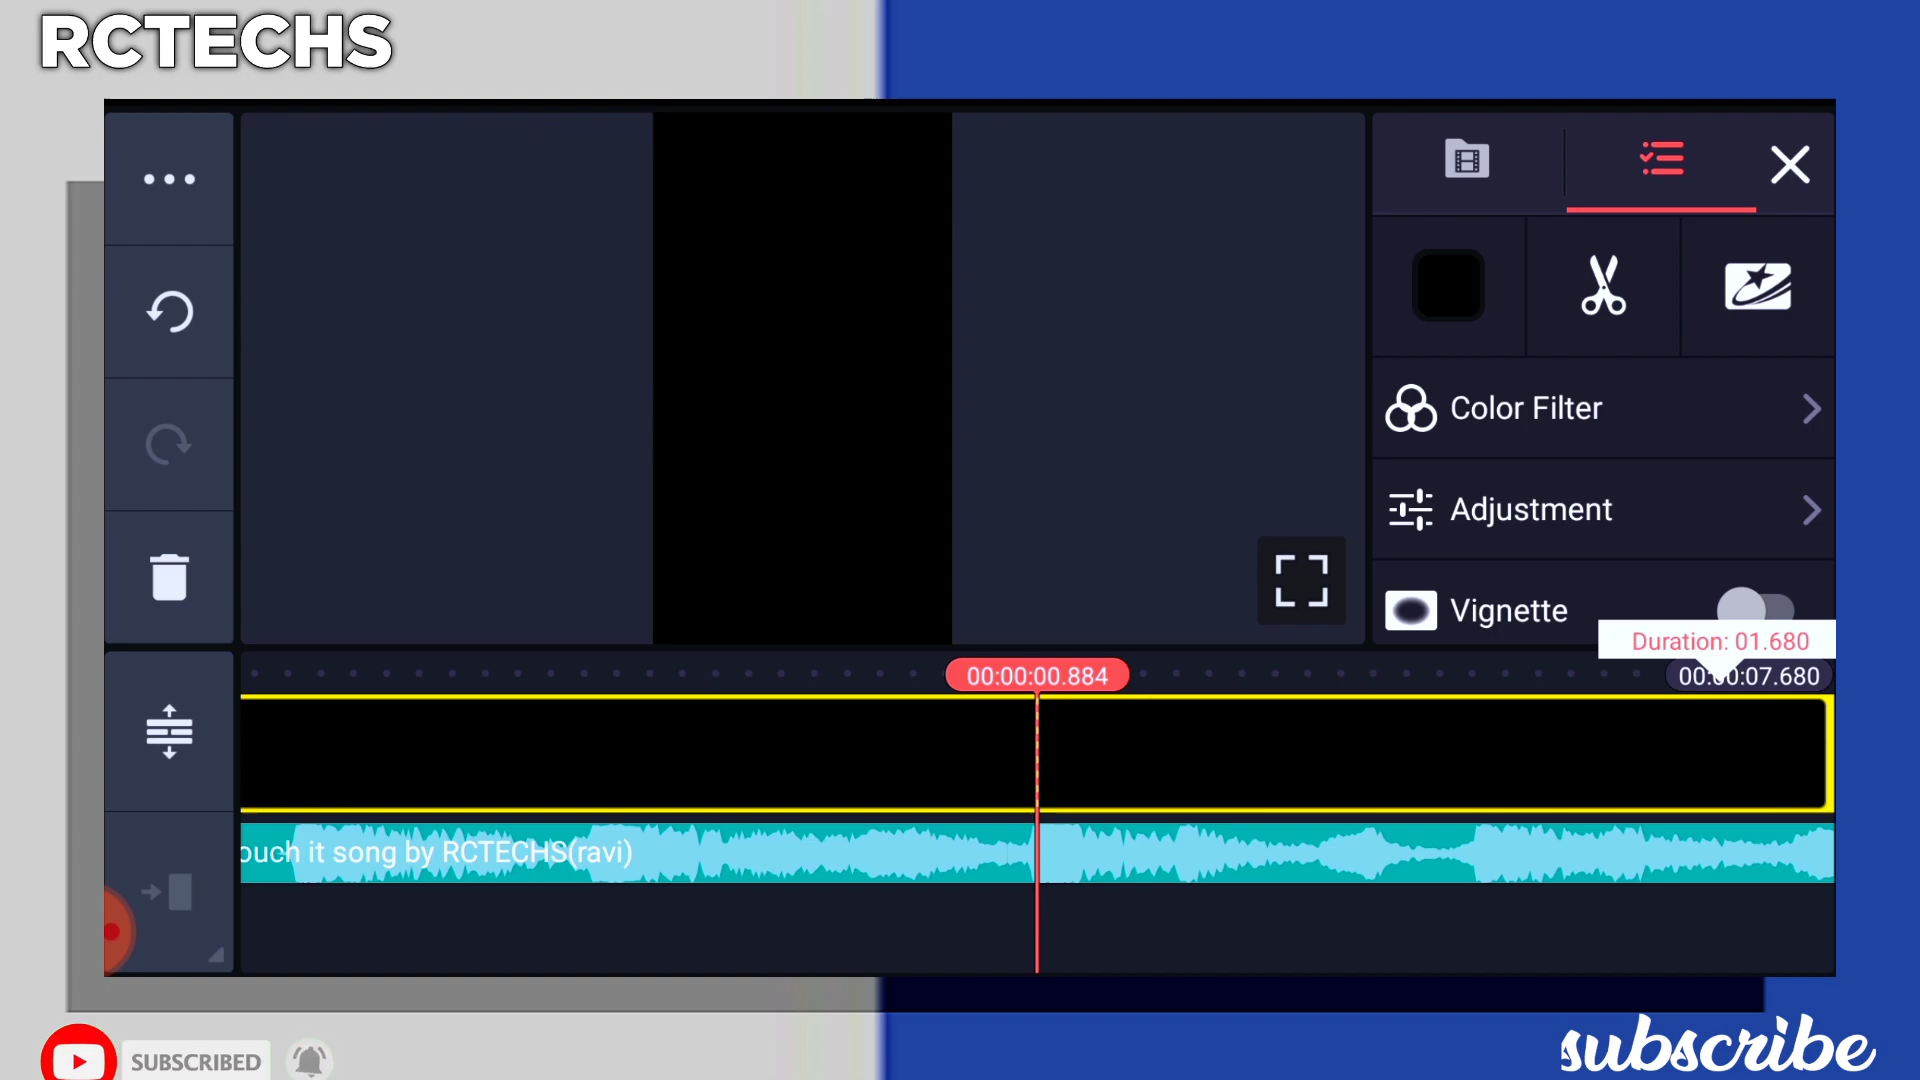 RCTECHS
Color Filter
Adjustment
Vignette
Duration: 01.680
00:00:00.884
00:00:07.680
ouch it song by RCTECHS(ravi)
SUBSCRIBED
subscribe